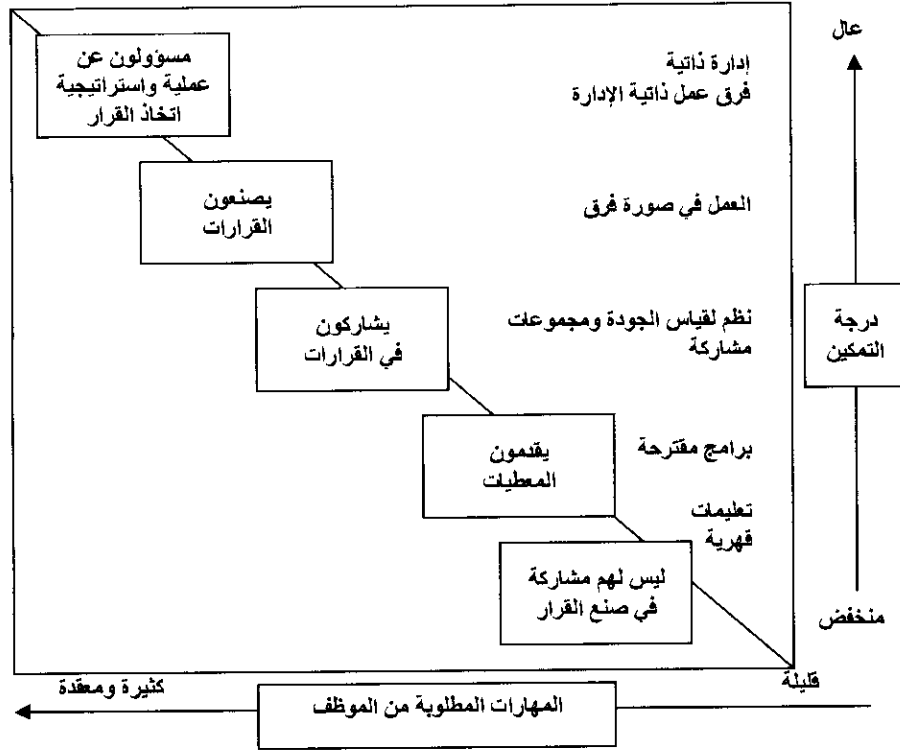 عال
مسؤولون عن
عملية واستراتيجية
اتخاذ القرار
إدارة ذاتية
فرق عمل ذاتية الإدارة
يصنعون
القرارات
العمل في صورة فرق
يشاركون
في القرارات
نظم لقياس الجودة ومجموعات
مشاركة
درجة
التمكين
يقدمون
المعطيات
برامج مقترحة
تعليمات
قهرية
ليس لهم مشاركة
في صنع القرار
منخفض
قليلة
كثيرة ومعقدة
المهارات المطلوبة من الموظف